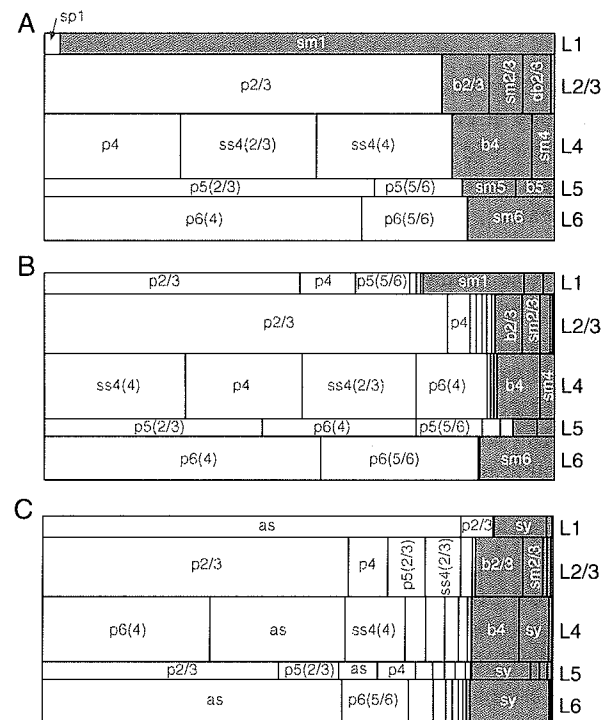 A
sp1
sm1 L1
p2/3 b2/3 sm2/3 db2/3 L2/3
p4 ss4(2/3) ss4(4) b4 sm4 L4
p5(2/3) p5(5/6) sm5 b5 L5
p6(4) p6(5/6) sm6 L6
B
p2/3 p4 p5(5/6) sm1 L1
p2/3 p4 b2/3 sm2/3 L2/3
ss4(4) p4 ss4(2/3) p6(4) b4 sm4 L4
p5(2/3) p6(4) p5(5/6) L5
p6(4) p6(5/6) sm6 L6
C
as p2/3 sy L1
p2/3 p4 p5(2/3) ss4(2/3) b2/3 sm2/3 L2/3
p6(4) as ss4(4) b4 sy L4
p2/3 p5(2/3) as p4 sy L5
as p6(5/6) sy L6